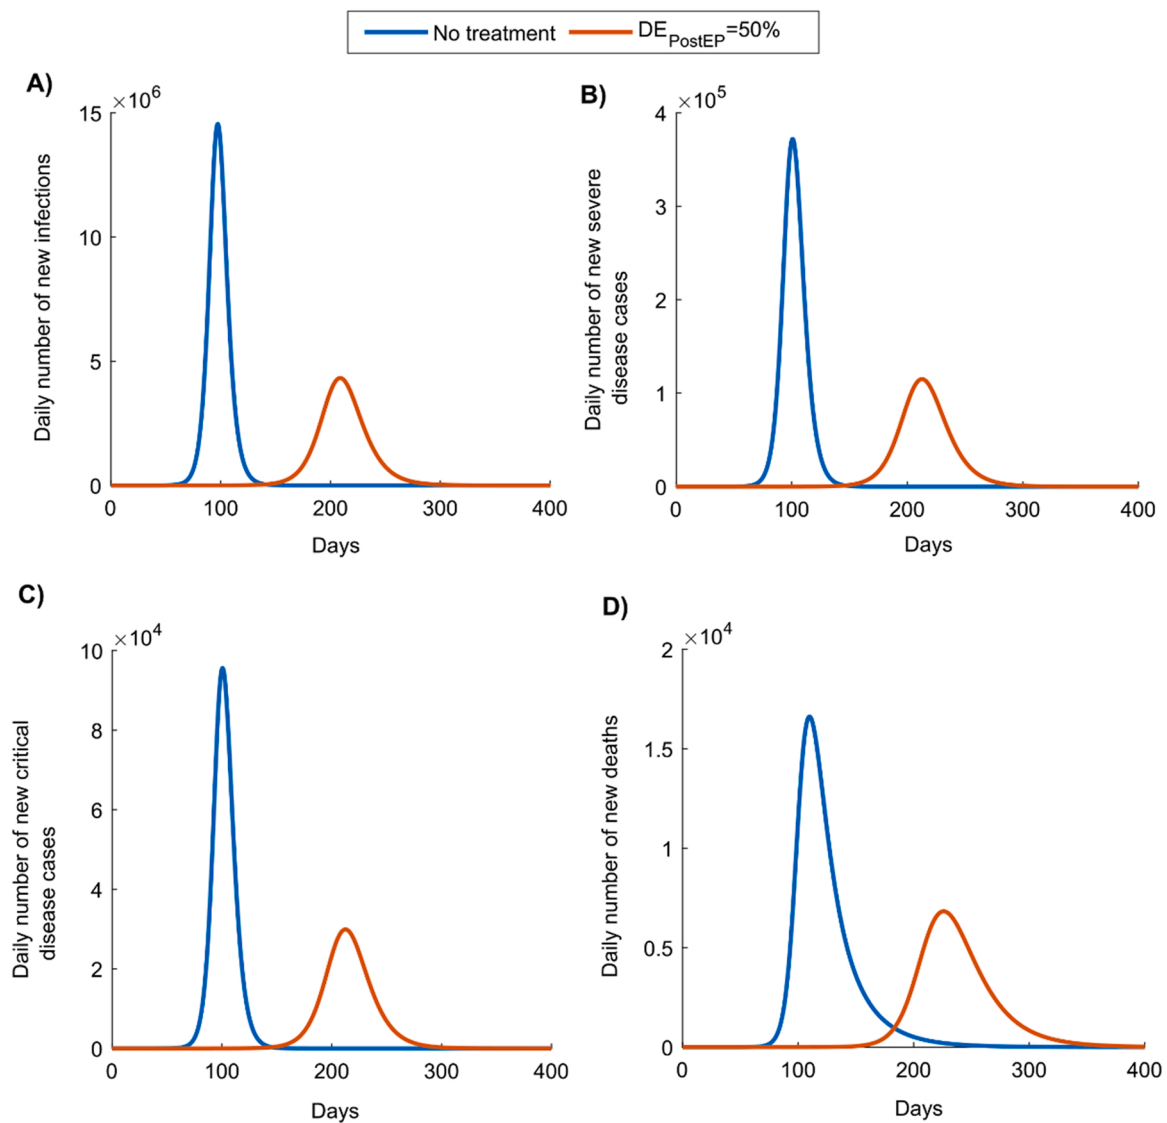 No treatment DE_PostEP=50%
A)
×10^6
15
10
5
0
0 100 200 300 400
Daily number of new infections
Days
B)
×10^5
4
3
2
1
0
0 100 200 300 400
Daily number of new severe
disease cases
Days
C)
×10^4
10
8
6
4
2
0
0 100 200 300 400
Daily number of new critical
disease cases
Days
D)
×10^4
2
1.5
1
0.5
0
0 100 200 300 400
Daily number of new deaths
Days